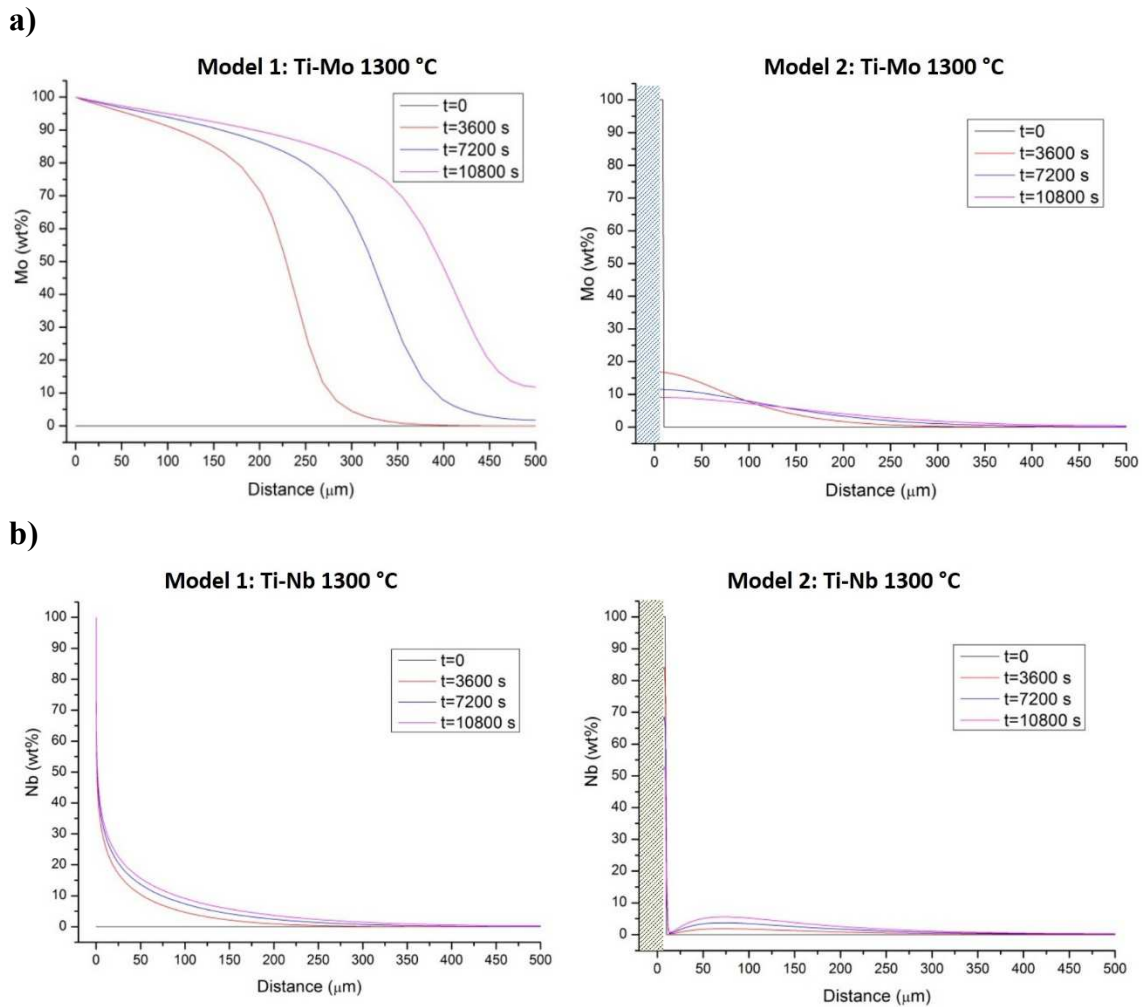 a)
Model 1: Ti-Mo 1300 °C
100
90
80
70
60
50
40
30
20
10
0
Mo (wt%)
t=0
t=3600 s
t=7200 s
t=10800 s
0 50 100 150 200 250 300 350 400 450 500
Distance (μm)
Model 2: Ti-Mo 1300 °C
100
90
80
70
60
50
40
30
20
10
0
Mo (wt%)
t=0
t=3600 s
t=7200 s
t=10800 s
0 50 100 150 200 250 300 350 400 450 500
Distance (μm)
b)
Model 1: Ti-Nb 1300 °C
100
90
80
70
60
50
40
30
20
10
0
Nb (wt%)
t=0
t=3600 s
t=7200 s
t=10800 s
0 50 100 150 200 250 300 350 400 450 500
Distance (μm)
Model 2: Ti-Nb 1300 °C
100
90
80
70
60
50
40
30
20
10
0
Nb (wt%)
t=0
t=3600 s
t=7200 s
t=10800 s
0 50 100 150 200 250 300 350 400 450 500
Distance (μm)